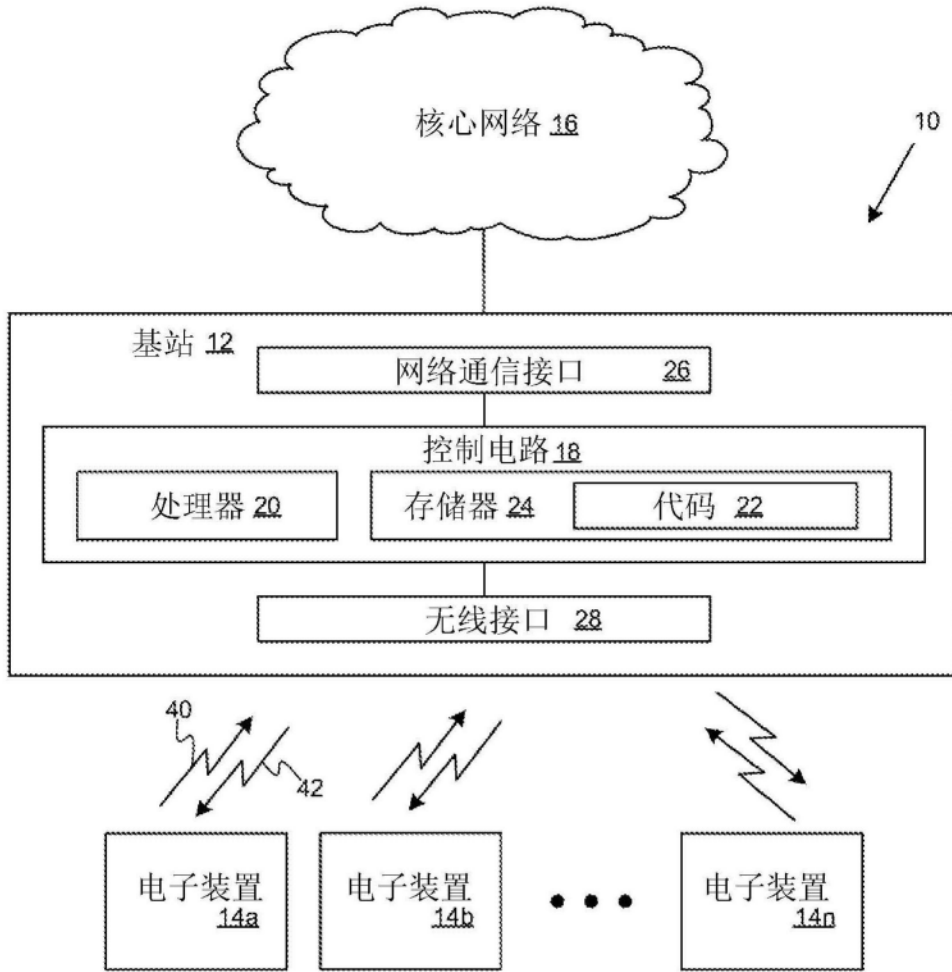 核心网络 16
10
基站 12
网络通信接口 26
控制电路 18
处理器 20
存储器 24
代码 22
无线接口 28
40
42
电子装置
14a
电子装置
14b
电子装置
14n